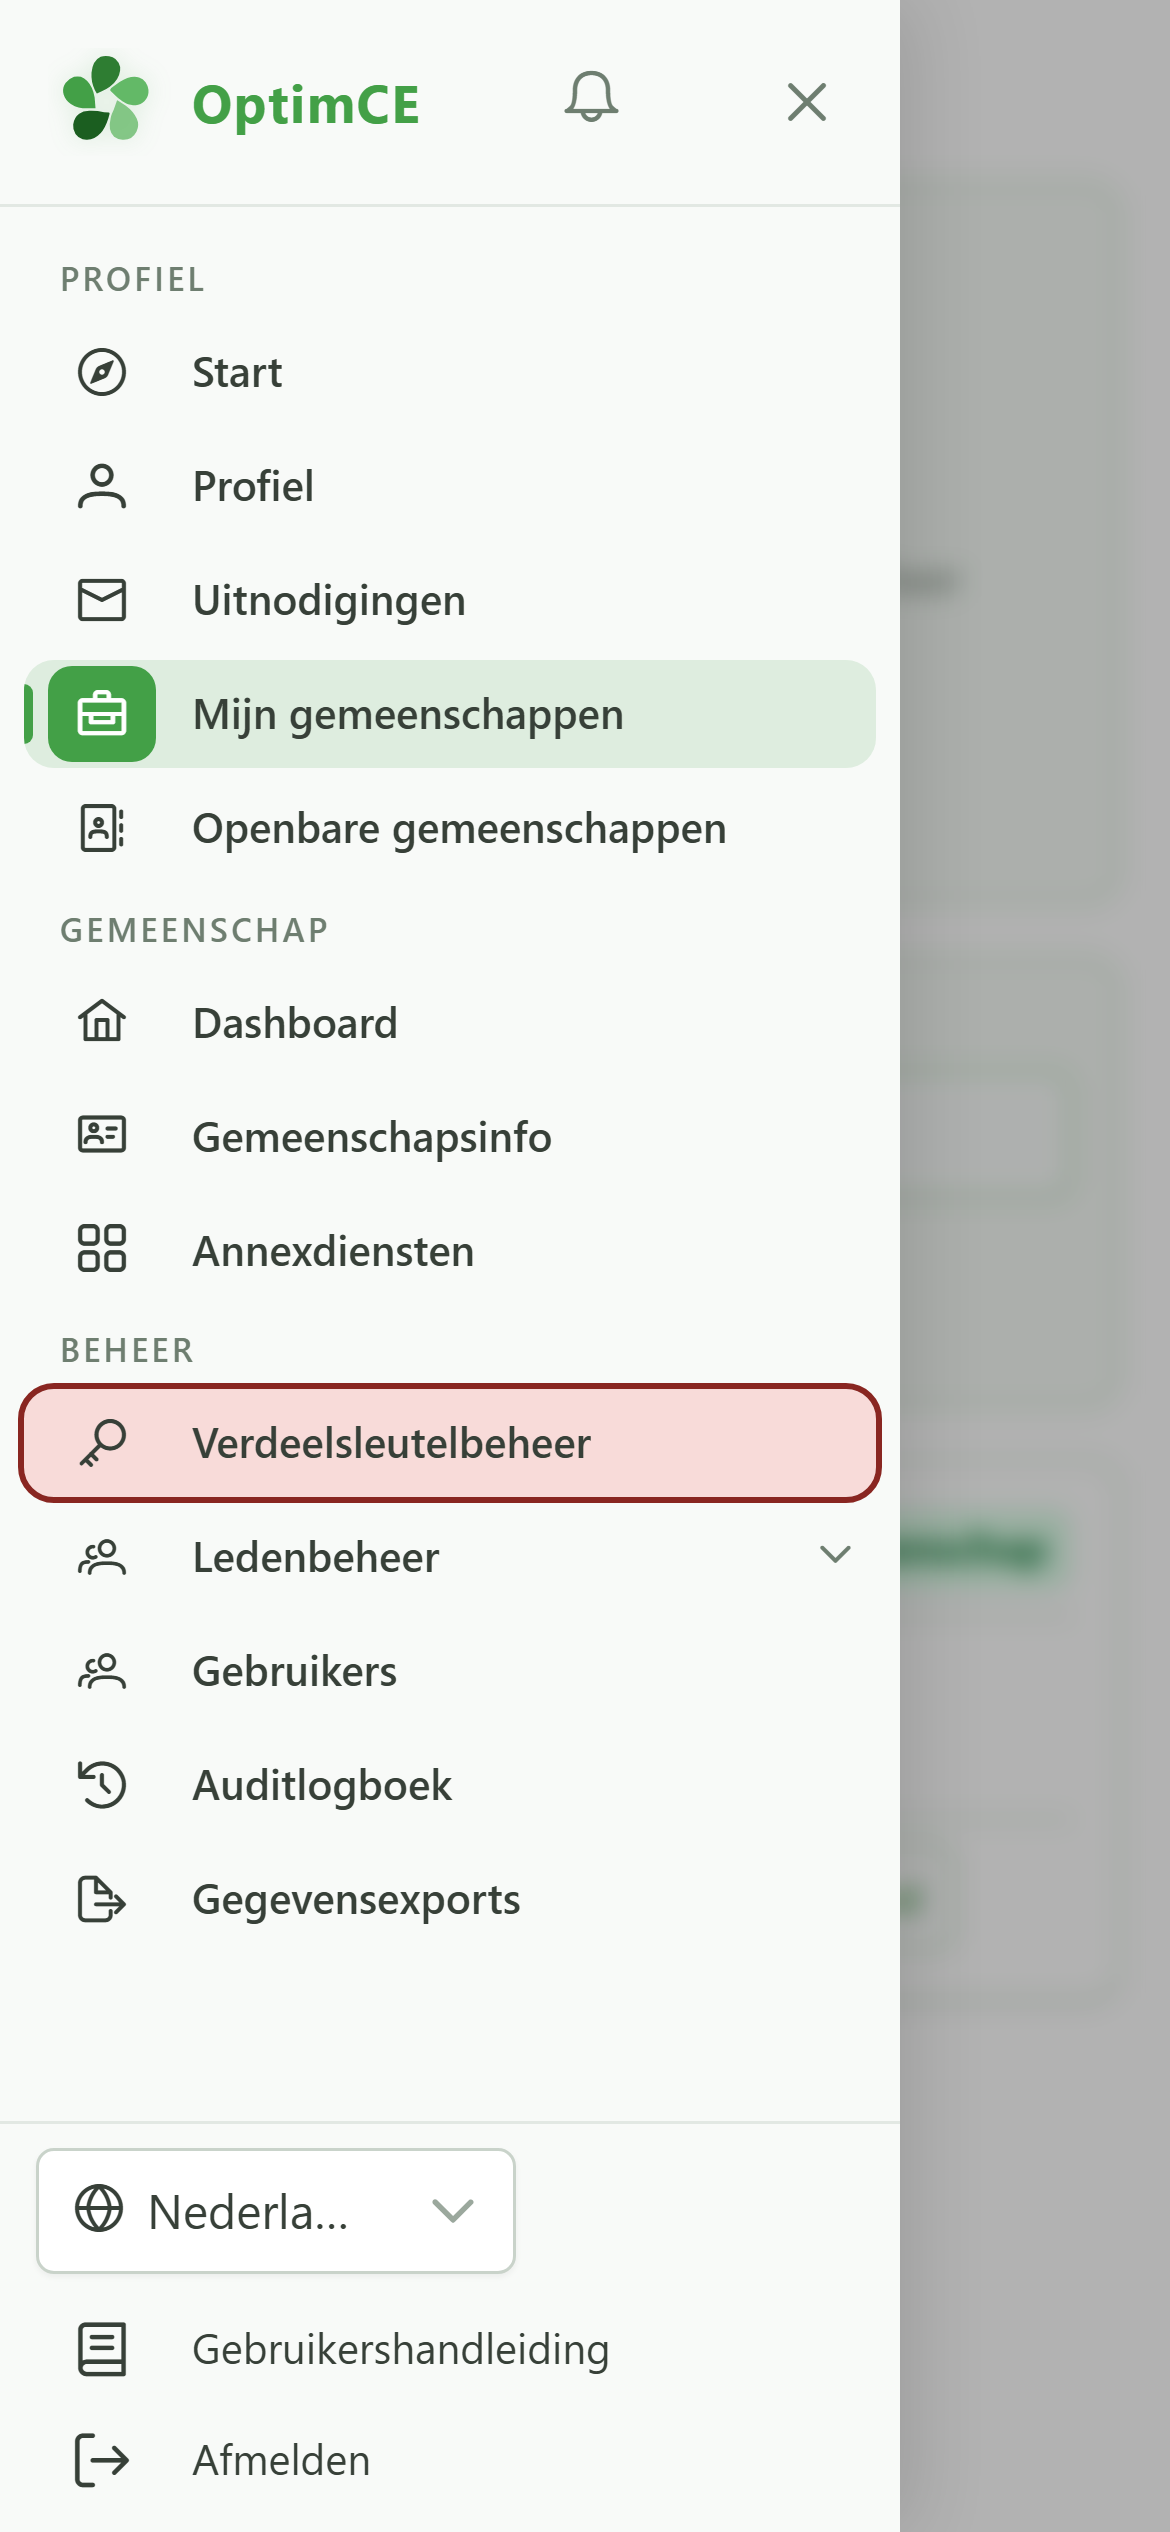 OptimCE
PROFIEL
Start
Profiel
Uitnodigingen
Mijn gemeenschappen
Openbare gemeenschappen
GEMEENSCHAP
Dashboard
Gemeenschapsinfo
Annexdiensten
BEHEER
Verdeelsleutelbeheer
Ledenbeheer
Gebruikers
Auditlogboek
Gegevensexports
Nederla...
Gebruikershandleiding
Afmelden